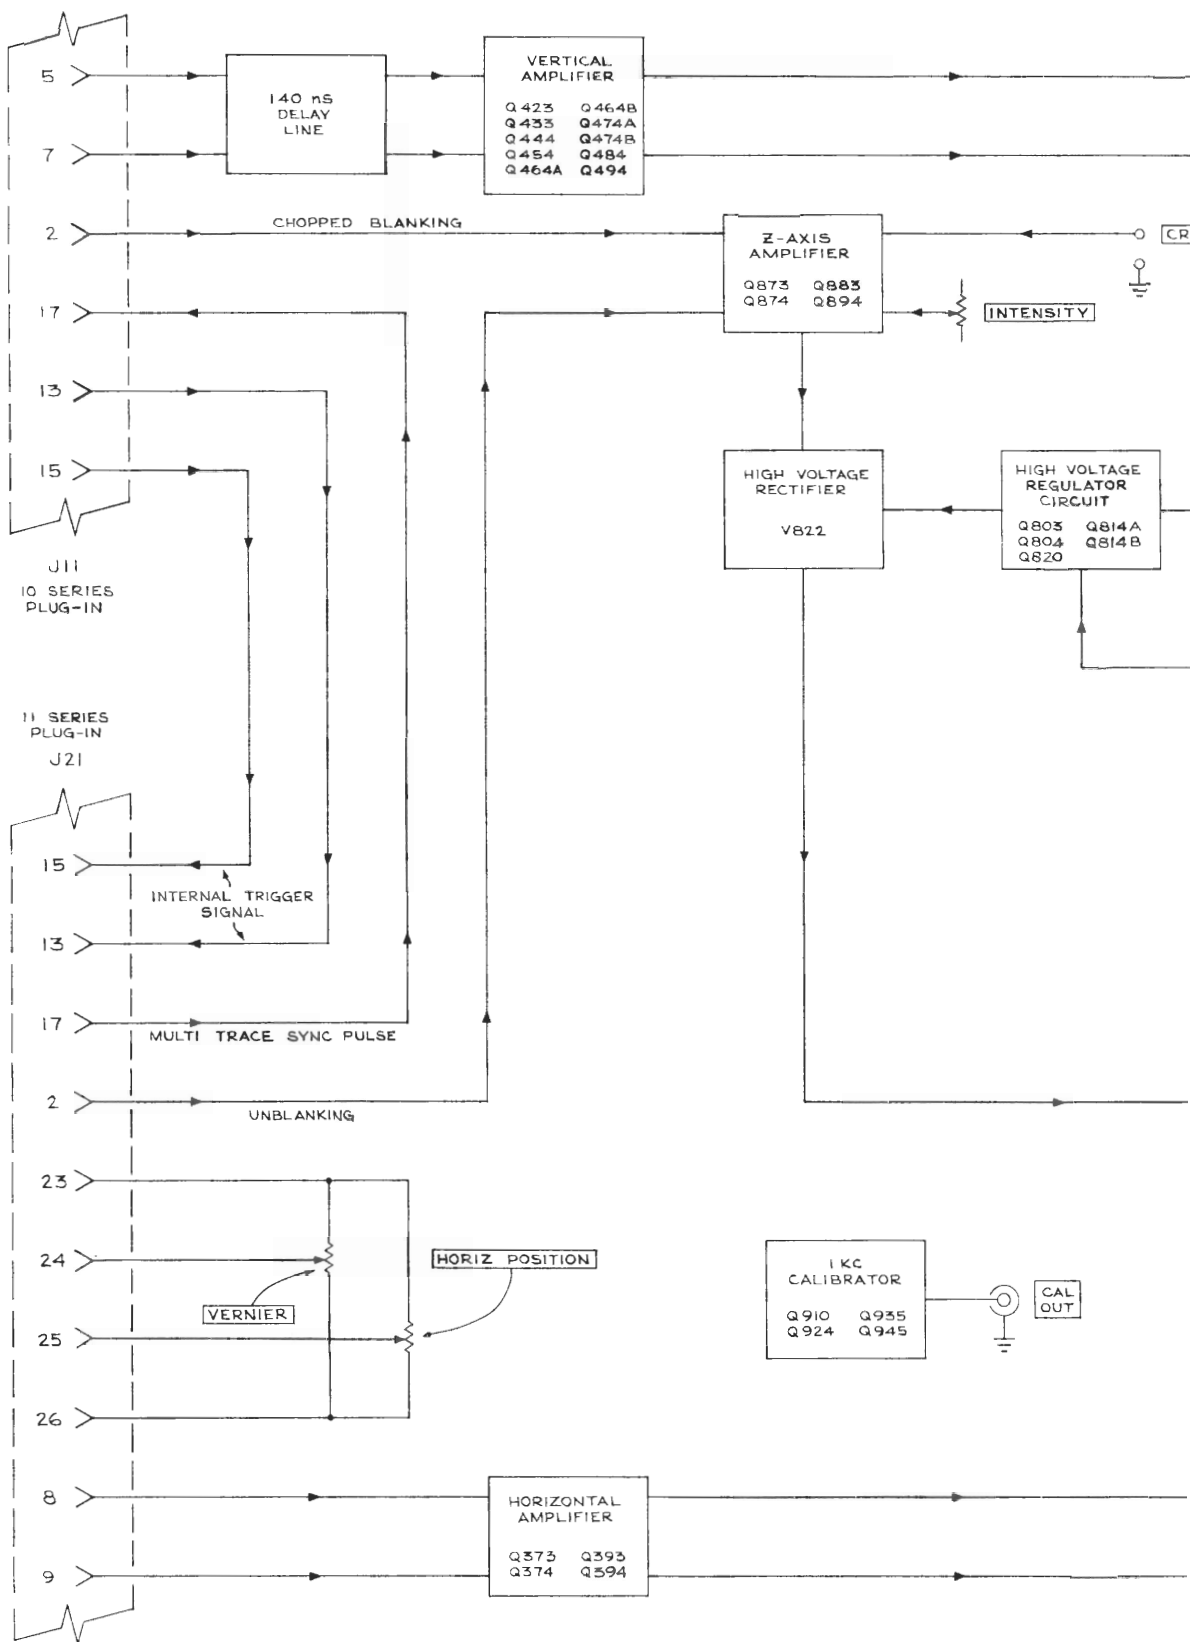 5
7
2
17
13
15
J11
10 SERIES
PLUG-IN
140 nS
DELAY
LINE
VERTICAL
AMPLIFIER
Q423 Q464B
Q433 Q474A
Q444 Q474B
Q454 Q484
Q464A Q494
CHOPPED BLANKING
Z-AXIS
AMPLIFIER
Q873 Q883
Q874 Q894
CR
INTENSITY
HIGH VOLTAGE
RECTIFIER
V822
HIGH VOLTAGE
REGULATOR
CIRCUIT
Q803 Q814A
Q804 Q814B
Q820
11 SERIES
PLUG-IN
J21
15
INTERNAL TRIGGER
SIGNAL
13
17
MULTI TRACE SYNC PULSE
2
UNBLANKING
23
24
25
26
VERNIER
HORIZ POSITION
1 KC
CALIBRATOR
Q910 Q935
Q924 Q945
CAL
OUT
8
9
HORIZONTAL
AMPLIFIER
Q373 Q393
Q374 Q394